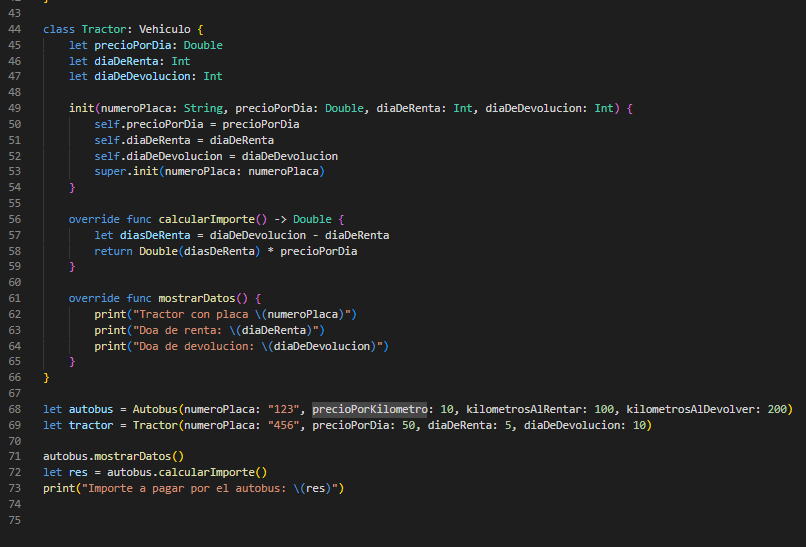 43
44 class Tractor: Vehiculo {
45 let precioPorDia: Double
46 let diaDeRenta: Int
47 let diaDeDevolucion: Int
48
49 init(numeroPlaca: String, precioPorDia: Double, diaDeRenta: Int, diaDeDevolucion: Int) {
50 self.precioPorDia = precioPorDia
51 self.diaDeRenta = diaDeRenta
52 self.diaDeDevolucion = diaDeDevolucion
53 super.init(numeroPlaca: numeroPlaca)
54 }
55
56 override func calcularImporte() -> Double {
57 let diasDeRenta = diaDeDevolucion - diaDeRenta
58 return Double(diasDeRenta) * precioPorDia
59 }
60
61 override func mostrarDatos() {
62 print("Tractor con placa \(numeroPlaca)")
63 print("Doa de renta: \(diaDeRenta)")
64 print("Doa de devolucion: \(diaDeDevolucion)")
65 }
66 }
67
68 let autobus = Autobus(numeroPlaca: "123", precioPorKilometro: 10, kilometrosAlRentar: 100, kilometrosAlDevolver: 200)
69 let tractor = Tractor(numeroPlaca: "456", precioPorDia: 50, diaDeRenta: 5, diaDeDevolucion: 10)
70
71 autobus.mostrarDatos()
72 let res = autobus.calcularImporte()
73 print("Importe a pagar por el autobus: \(res)")
74
75